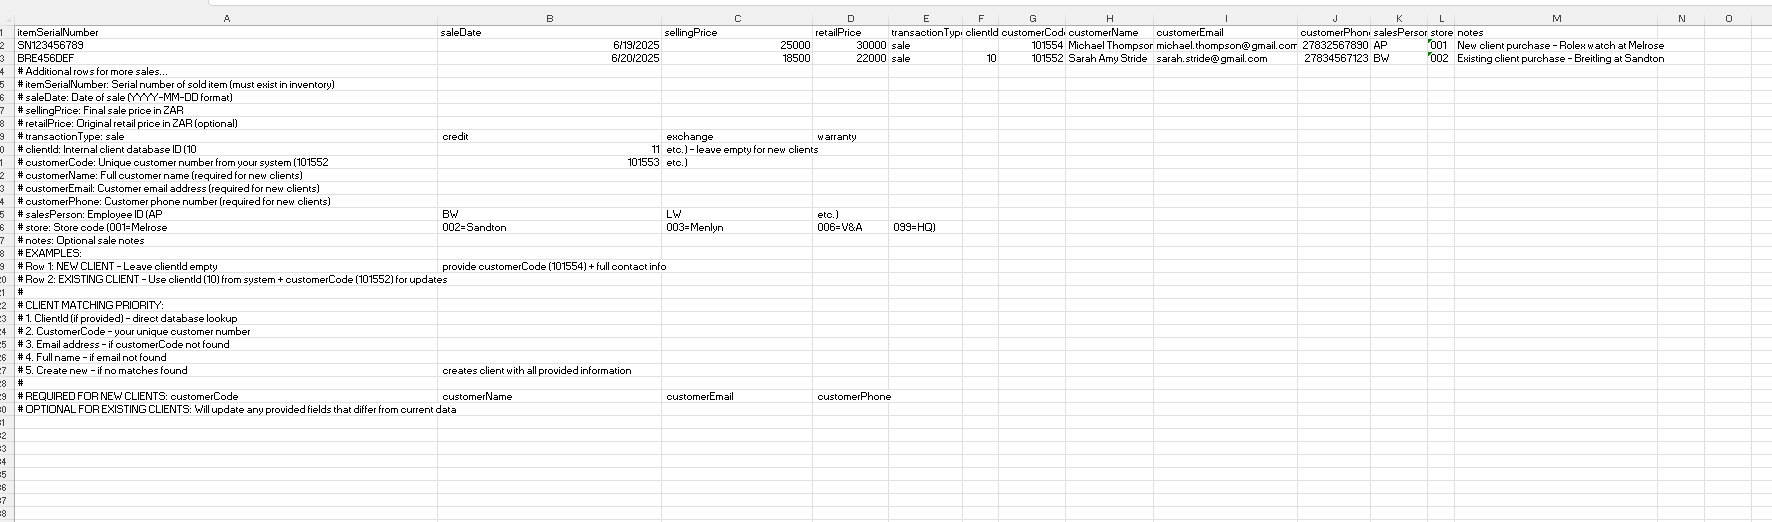 A B C D E F G H I J K L M N O
1 itemSerialNumber saleDate sellingPrice retailPrice transactionType clientId customerCod customerName customerEmail customerPhon salesPerson store notes
2 SN123456789 6/19/2025 25000 30000 sale 101554 Michael Thompson michael.thompson@gmail.com 27832567890 AP 001 New client purchase - Rolex watch at Melrose
3 BRE456DEF 6/20/2025 18500 22000 sale 10 101552 Sarah Amy Stride sarah.stride@gmail.com 27834567123 BW 002 Existing client purchase - Breitling at Sandton
4 # Additional rows for more sales...
5 # itemSerialNumber: Serial number of sold item (must exist in inventory)
6 # saleDate: Date of sale (YYYY-MM-DD format)
7 # sellingPrice: Final sale price in ZAR
8 # retailPrice: Original retail price in ZAR (optional)
9 # transactionType: sale credit exchange warranty
0 # clientId: Internal client database ID (10 11 etc.) - leave empty for new clients
1 # customerCode: Unique customer number from your system (101552 101553 etc.)
2 # customerName: Full customer name (required for new clients)
3 # customerEmail: Customer email address (required for new clients)
4 # customerPhone: Customer phone number (required for new clients)
5 # salesPerson: Employee ID (AP BW LW etc.)
6 # store: Store code (001=Melrose 002=Sandton 003=Menlyn 006=V&A 099=HQ)
7 # notes: Optional sale notes
8 # EXAMPLES:
9 # Row 1: NEW CLIENT - Leave clientId empty provide customerCode (101554) + full contact info
20 # Row 2: EXISTING CLIENT - Use clientId (10) from system + customerCode (101552) for updates
21 #
22 # CLIENT MATCHING PRIORITY:
23 # 1. ClientId (if provided) - direct database lookup
24 # 2. CustomerCode - your unique customer number
25 # 3. Email address - if customerCode not found
26 # 4. Full name - if email not found
27 # 5. Create new - if no matches found creates client with all provided information
28 #
29 # REQUIRED FOR NEW CLIENTS: customerCode customerName customerEmail customerPhone
30 # OPTIONAL FOR EXISTING CLIENTS: Will update any provided fields that differ from current data
31
32
33
34
35
36
37
38